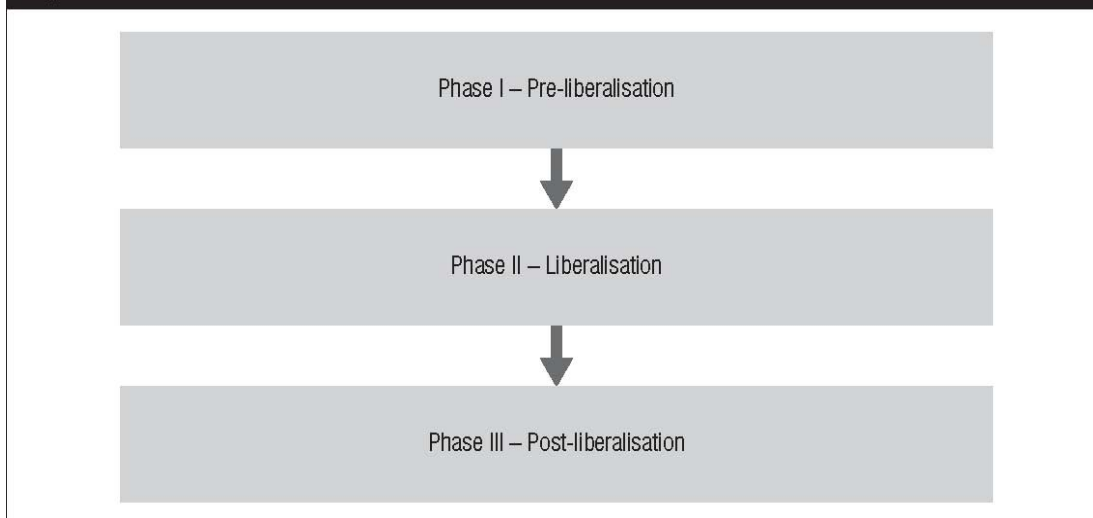 Phase I – Pre-liberalisation
Phase II – Liberalisation
Phase III – Post-liberalisation